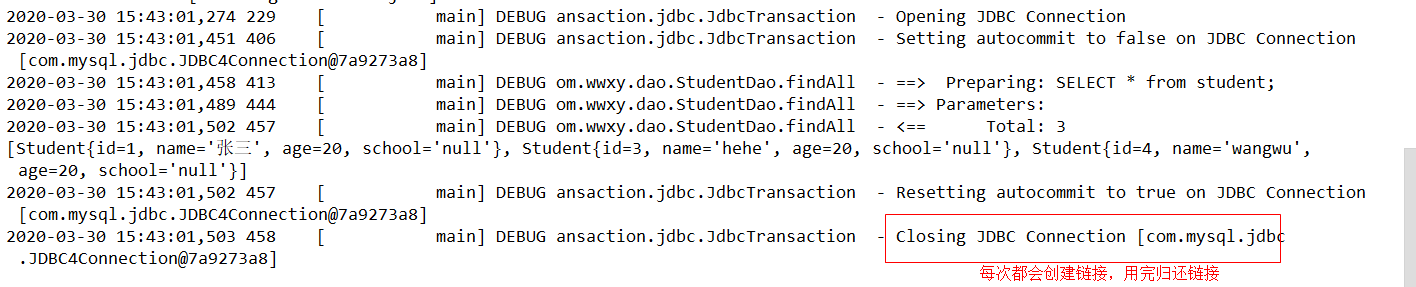 2020-03-30 15:43:01,274 229    [           main] DEBUG ansaction.jdbc.JdbcTransaction  - Opening JDBC Connection
2020-03-30 15:43:01,451 406    [           main] DEBUG ansaction.jdbc.JdbcTransaction  - Setting autocommit to false on JDBC Connection
[com.mysql.jdbc.JDBC4Connection@7a9273a8]
2020-03-30 15:43:01,458 413    [           main] DEBUG om.wwxy.dao.StudentDao.findAll  - ==>  Preparing: SELECT * from student;
2020-03-30 15:43:01,489 444    [           main] DEBUG om.wwxy.dao.StudentDao.findAll  - ==> Parameters:
2020-03-30 15:43:01,502 457    [           main] DEBUG om.wwxy.dao.StudentDao.findAll  - <==      Total: 3
[Student{id=1, name='张三', age=20, school='null'}, Student{id=3, name='hehe', age=20, school='null'}, Student{id=4, name='wangwu',
age=20, school='null'}]
2020-03-30 15:43:01,502 457    [           main] DEBUG ansaction.jdbc.JdbcTransaction  - Resetting autocommit to true on JDBC Connection
[com.mysql.jdbc.JDBC4Connection@7a9273a8]
2020-03-30 15:43:01,503 458    [           main] DEBUG ansaction.jdbc.JdbcTransaction  - Closing JDBC Connection [com.mysql.jdbc
.JDBC4Connection@7a9273a8]
每次都会创建链接，用完归还链接